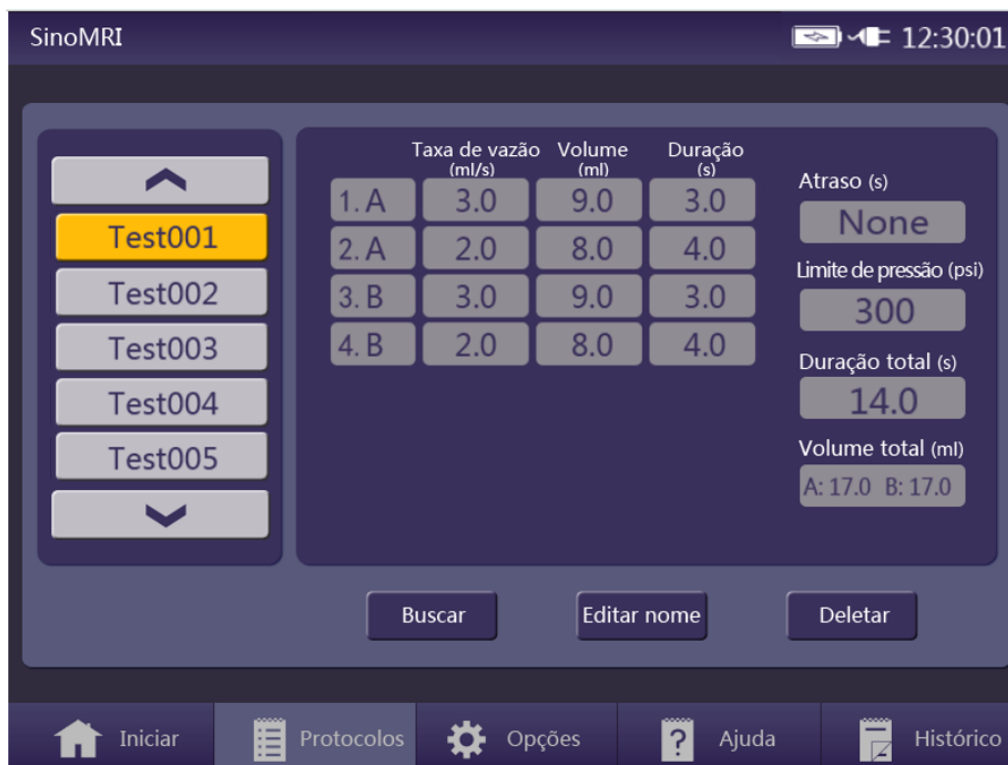 SinoMRI 12:30:01
Taxa de vazão Volume Duração
(ml/s) (ml) (s)
1. A 3.0 9.0 3.0
2. A 2.0 8.0 4.0
3. B 3.0 9.0 3.0
4. B 2.0 8.0 4.0
Test001
Test002
Test003
Test004
Test005
Atraso (s)
None
Limite de pressão (psi)
300
Duração total (s)
14.0
Volume total (ml)
A: 17.0 B: 17.0
Buscar Editar nome Deletar
Iniciar Protocolos Opções ? Ajuda Histórico